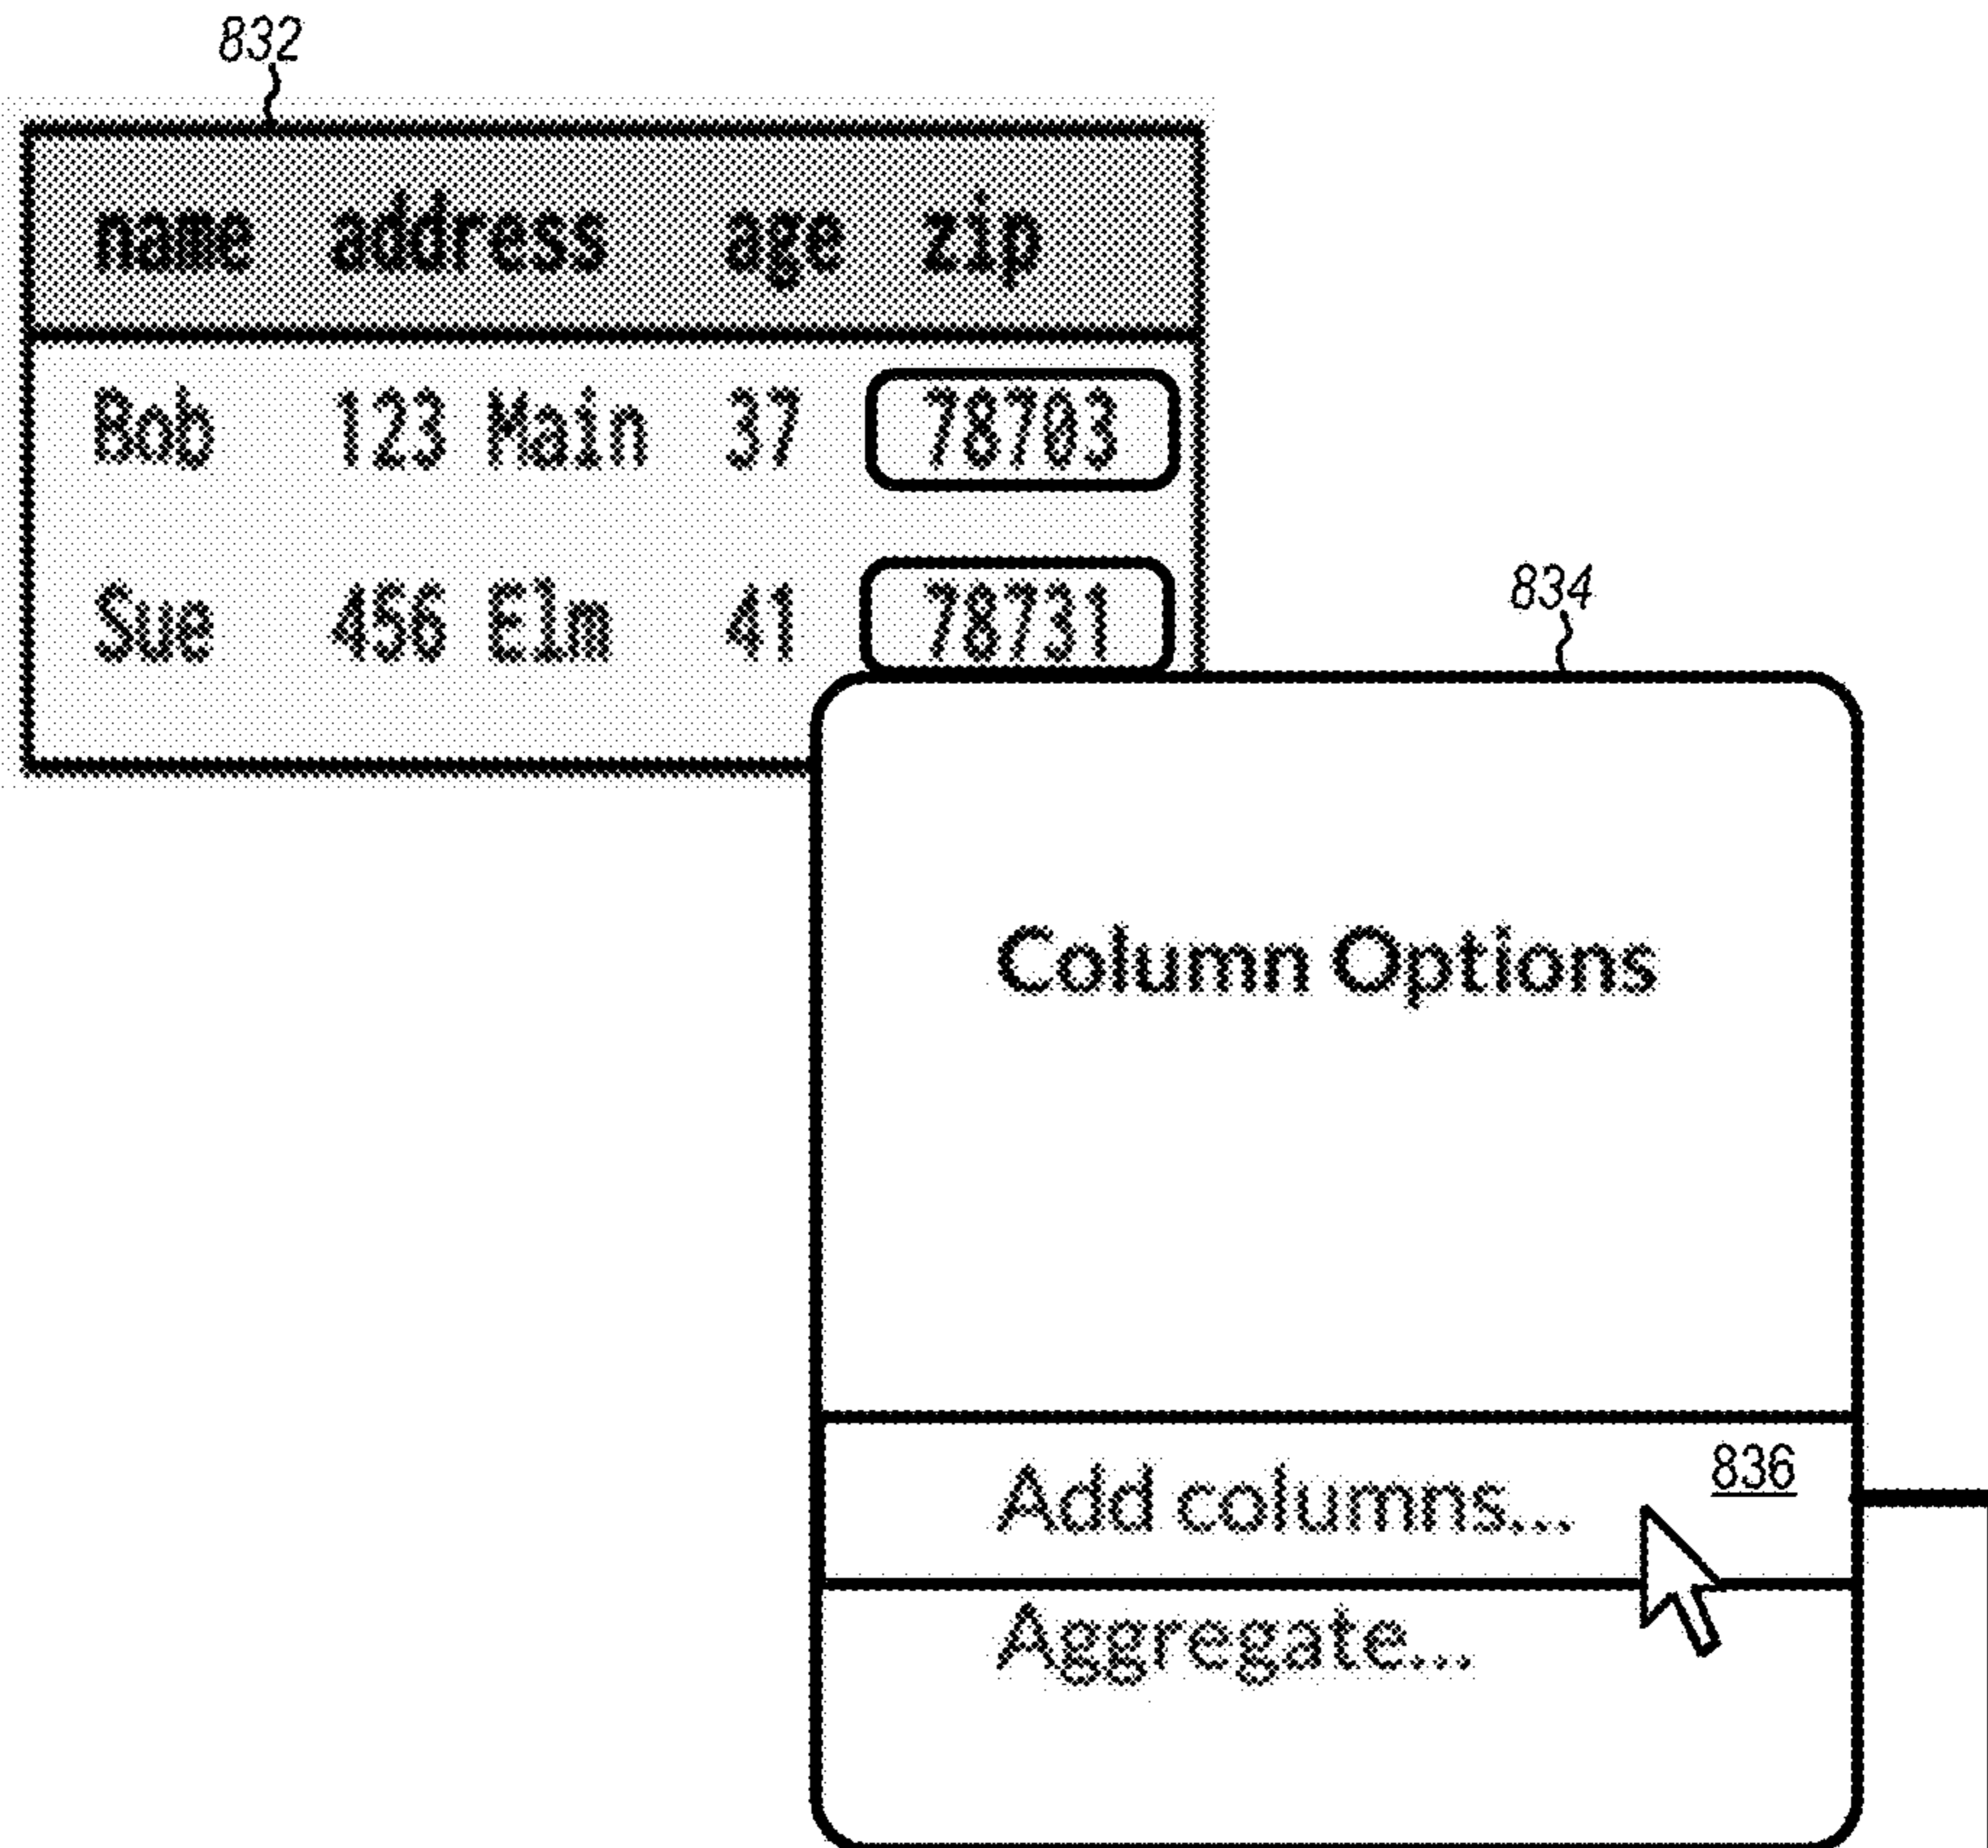 832
name address age zip
Bob 123 Main 37 78703
Sue 456 Elm 41 78731
834
Column Options
836
Add columns...
Aggregate...